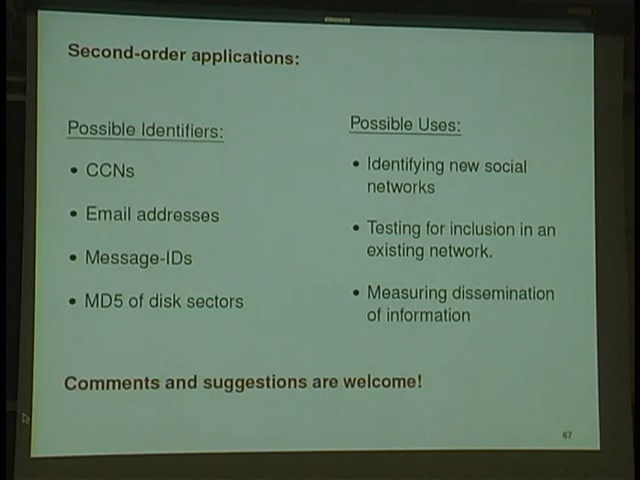 Second-order applications:
Possible Identifiers:
• CCNs
• Email addresses
• Message-IDs
• MD5 of disk sectors
Possible Uses:
• Identifying new social
networks
• Testing for inclusion in an
existing network.
• Measuring dissemination
of information
Comments and suggestions are welcome!
67